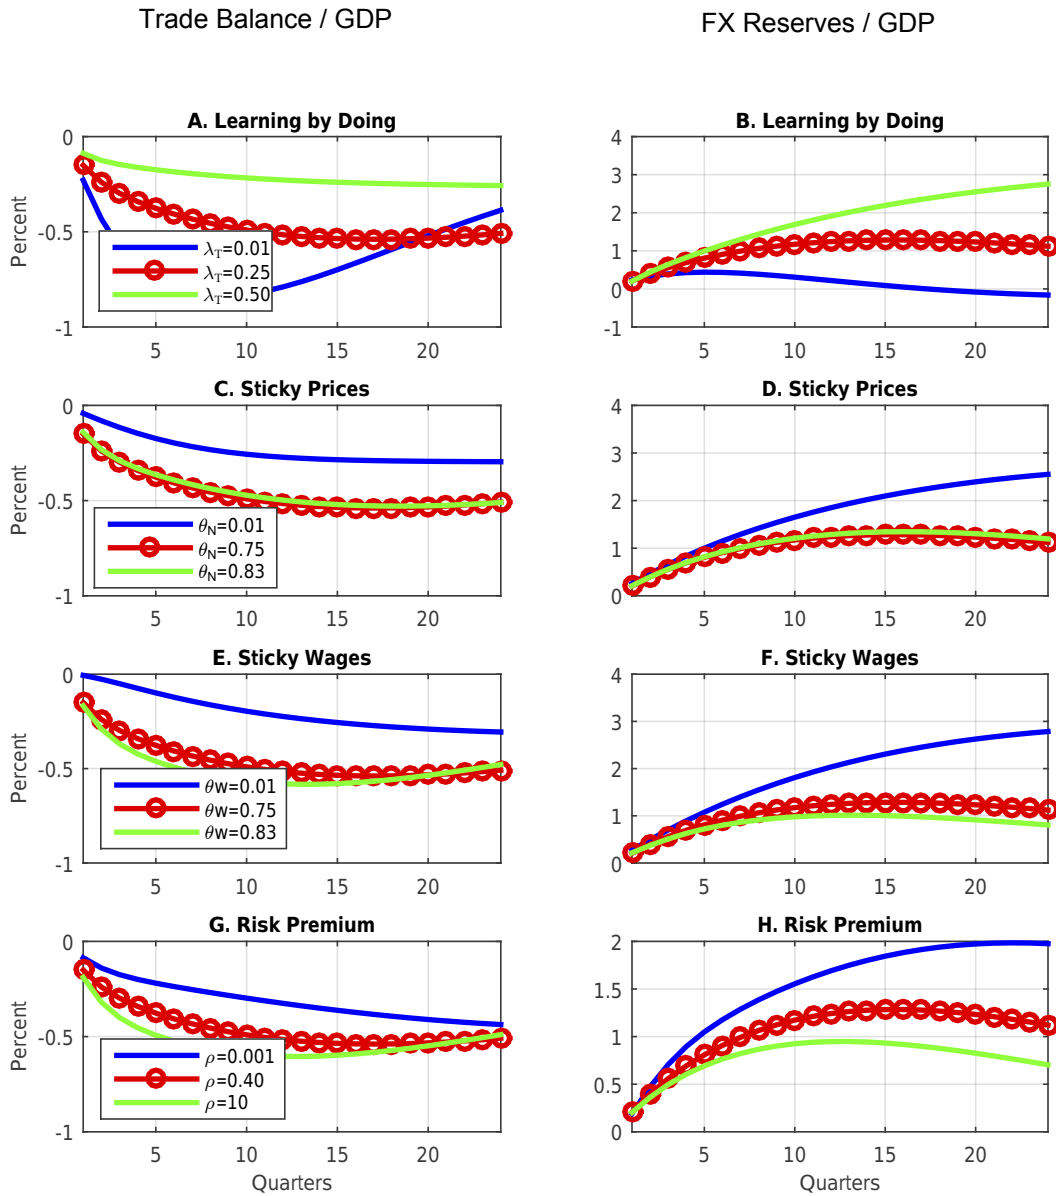 Trade Balance / GDP
FX Reserves / GDP
A. Learning by Doing
0
-0.5
-1
Percent
λT=0.01
λT=0.25
λT=0.50
5 10 15 20
B. Learning by Doing
4
3
2
1
0
-1
5 10 15 20
C. Sticky Prices
0
-0.5
-1
Percent
θN=0.01
θN=0.75
θN=0.83
5 10 15 20
D. Sticky Prices
4
3
2
1
0
5 10 15 20
E. Sticky Wages
0
-0.5
-1
Percent
θw=0.01
θw=0.75
θw=0.83
5 10 15 20
F. Sticky Wages
4
3
2
1
0
5 10 15 20
G. Risk Premium
0
-0.5
-1
Percent
ρ=0.001
ρ=0.40
ρ=10
5 10 15 20
Quarters
H. Risk Premium
2
1.5
1
0.5
0
5 10 15 20
Quarters